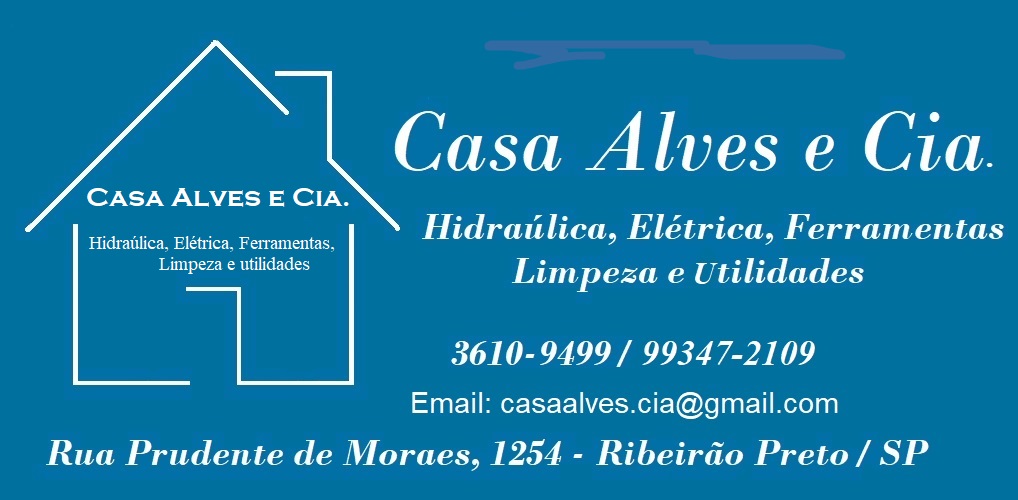 Casa Alves e Cia.
CASA ALVES E CIA.
Hidraúlica, Elétrica, Ferramentas
Limpeza e Utilidades
Hidraúlica, Elétrica, Ferramentas,
Limpeza e utilidades
3610-9499 / 99347-2109
Email: casaalves.cia@gmail.com
Rua Prudente de Moraes, 1254 - Ribeirão Preto / SP